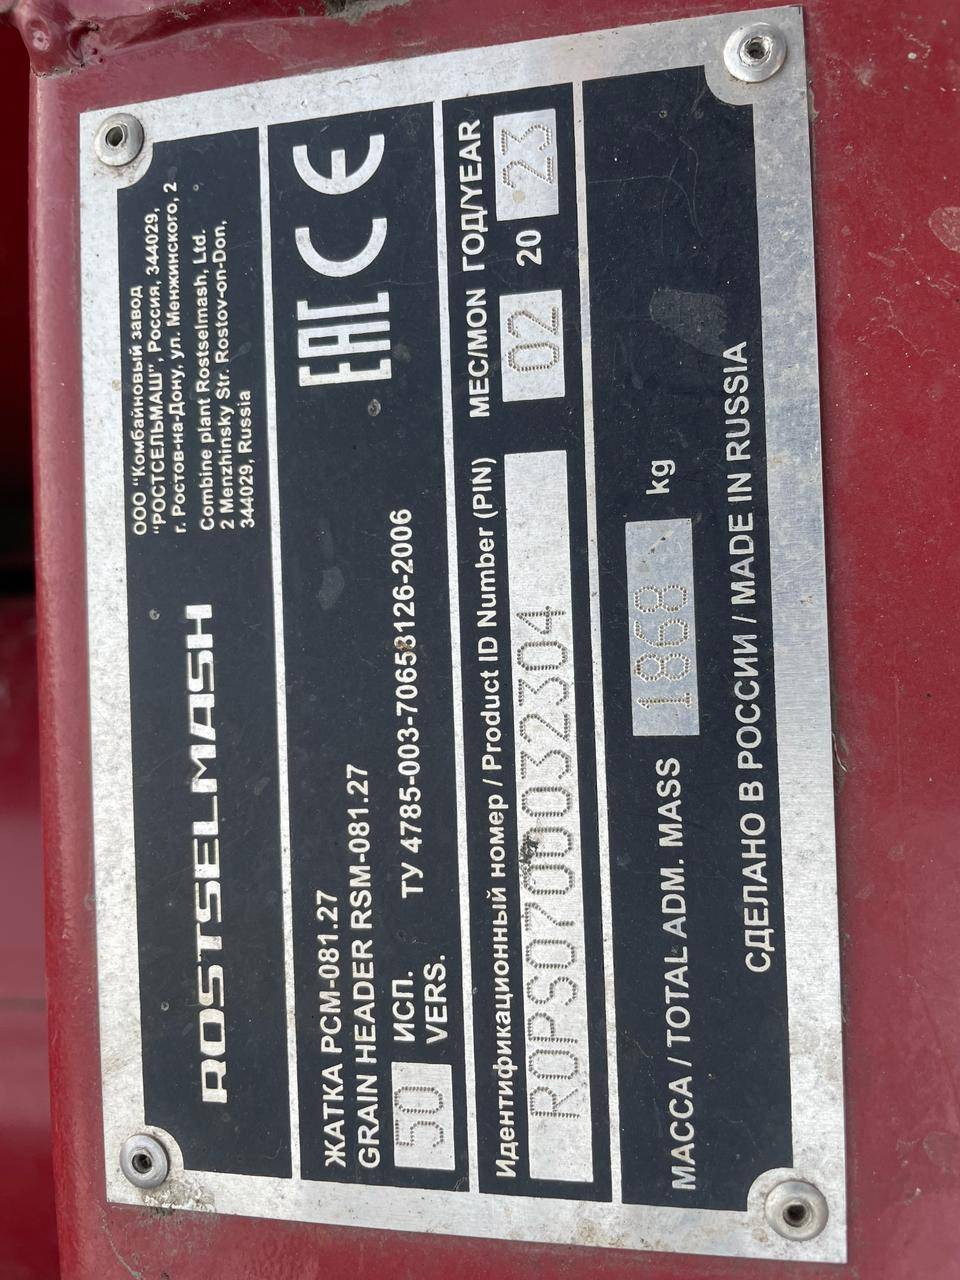 ROSTSELMASH
ООО "Комбайновый завод
"РОСТСЕЛЬМАШ", Россия, 344029,
г. Ростов-на-Дону, ул. Менжинского, 2
Combine plant Rostselmash, Ltd.
2 Menzhinsky Str. Rostov-on-Don,
344029, Russia
ЖАТКА РСМ-081.27
GRAIN HEADER RSM-081.27
50 ИСП. VERS. ТУ 4785-003-70658126-2006
EAC CE
Идентификационный номер / Product ID Number (PIN) МЕС/MON ГОД/YEAR
R0PS0700032304 02 20 23
МАССА / TOTAL ADM. MASS 1868 kg
СДЕЛАНО В РОССИИ / MADE IN RUSSIA